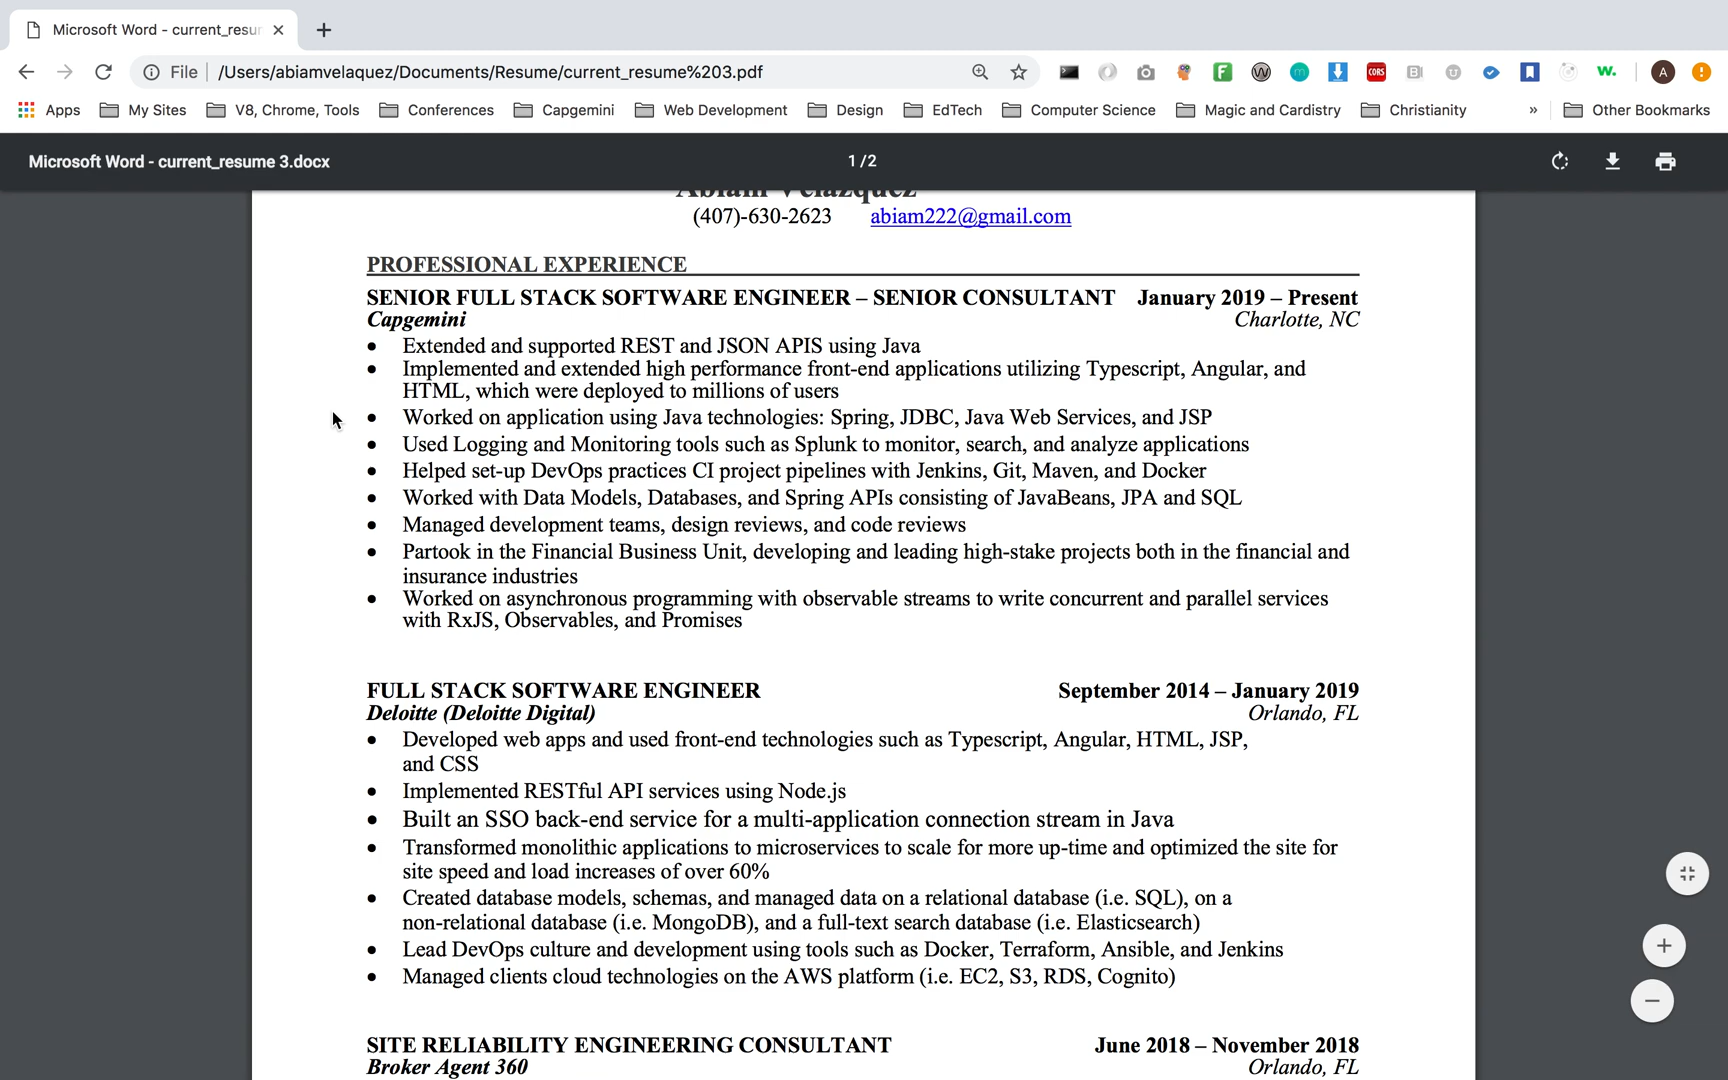 Microsoft Word - current_resur
File /Users/abiamvelaquez/Documents/Resume/current_resume%203.pdf
CORS
A
Apps My Sites V8, Chrome, Tools Conferences Capgemini Web Development Design EdTech Computer Science Magic and Cardistry Christianity » Other Bookmarks
Microsoft Word - current_resume 3.docx 1 / 2
Abiam Velazquez
(407)-630-2623 abiam222@gmail.com
PROFESSIONAL EXPERIENCE
SENIOR FULL STACK SOFTWARE ENGINEER – SENIOR CONSULTANT January 2019 – Present
Capgemini Charlotte, NC
• Extended and supported REST and JSON APIS using Java
• Implemented and extended high performance front-end applications utilizing Typescript, Angular, and
HTML, which were deployed to millions of users
• Worked on application using Java technologies: Spring, JDBC, Java Web Services, and JSP
• Used Logging and Monitoring tools such as Splunk to monitor, search, and analyze applications
• Helped set-up DevOps practices CI project pipelines with Jenkins, Git, Maven, and Docker
• Worked with Data Models, Databases, and Spring APIs consisting of JavaBeans, JPA and SQL
• Managed development teams, design reviews, and code reviews
• Partook in the Financial Business Unit, developing and leading high-stake projects both in the financial and
insurance industries
• Worked on asynchronous programming with observable streams to write concurrent and parallel services
with RxJS, Observables, and Promises
FULL STACK SOFTWARE ENGINEER September 2014 – January 2019
Deloitte (Deloitte Digital) Orlando, FL
• Developed web apps and used front-end technologies such as Typescript, Angular, HTML, JSP,
and CSS
• Implemented RESTful API services using Node.js
• Built an SSO back-end service for a multi-application connection stream in Java
• Transformed monolithic applications to microservices to scale for more up-time and optimized the site for
site speed and load increases of over 60%
• Created database models, schemas, and managed data on a relational database (i.e. SQL), on a
non-relational database (i.e. MongoDB), and a full-text search database (i.e. Elasticsearch)
• Lead DevOps culture and development using tools such as Docker, Terraform, Ansible, and Jenkins
• Managed clients cloud technologies on the AWS platform (i.e. EC2, S3, RDS, Cognito)
SITE RELIABILITY ENGINEERING CONSULTANT June 2018 – November 2018
Broker Agent 360 Orlando, FL